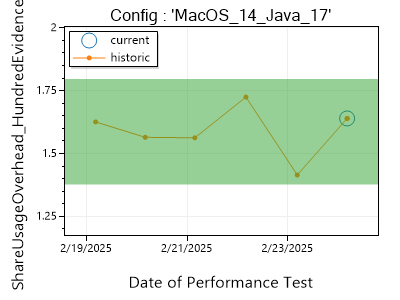 Config : 'MacOS_14_Java_17'
ShareUsageOverhead_HundredEvidence
current
historic
2
1.75
1.5
1.25
2/19/2025
2/21/2025
2/23/2025
Date of Performance Test